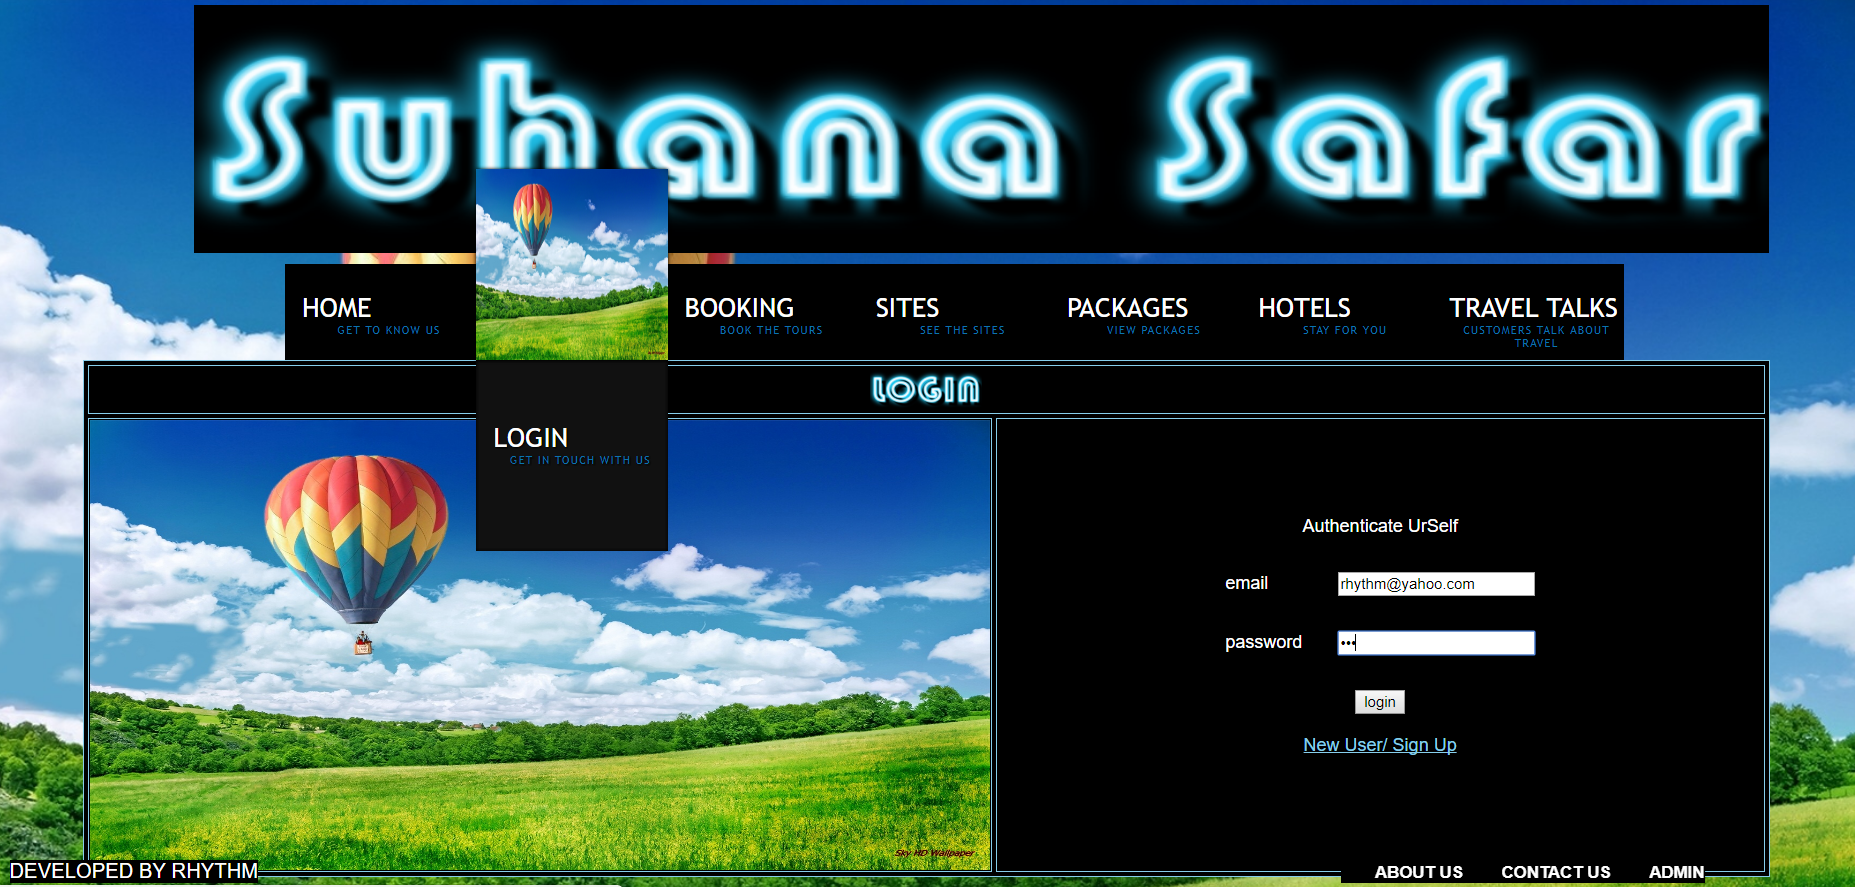 Suhana Safar
HOME
GET TO KNOW US
BOOKING
BOOK THE TOURS
SITES
SEE THE SITES
PACKAGES
VIEW PACKAGES
HOTELS
STAY FOR YOU
TRAVEL TALKS
CUSTOMERS TALK ABOUT
TRAVEL
LOGIN
LOGIN
GET IN TOUCH WITH US
Authenticate UrSelf
email rhythm@yahoo.com
password •••
login
New User/ Sign Up
Sky HD Wallpaper
DEVELOPED BY RHYTHM
ABOUT US CONTACT US ADMIN